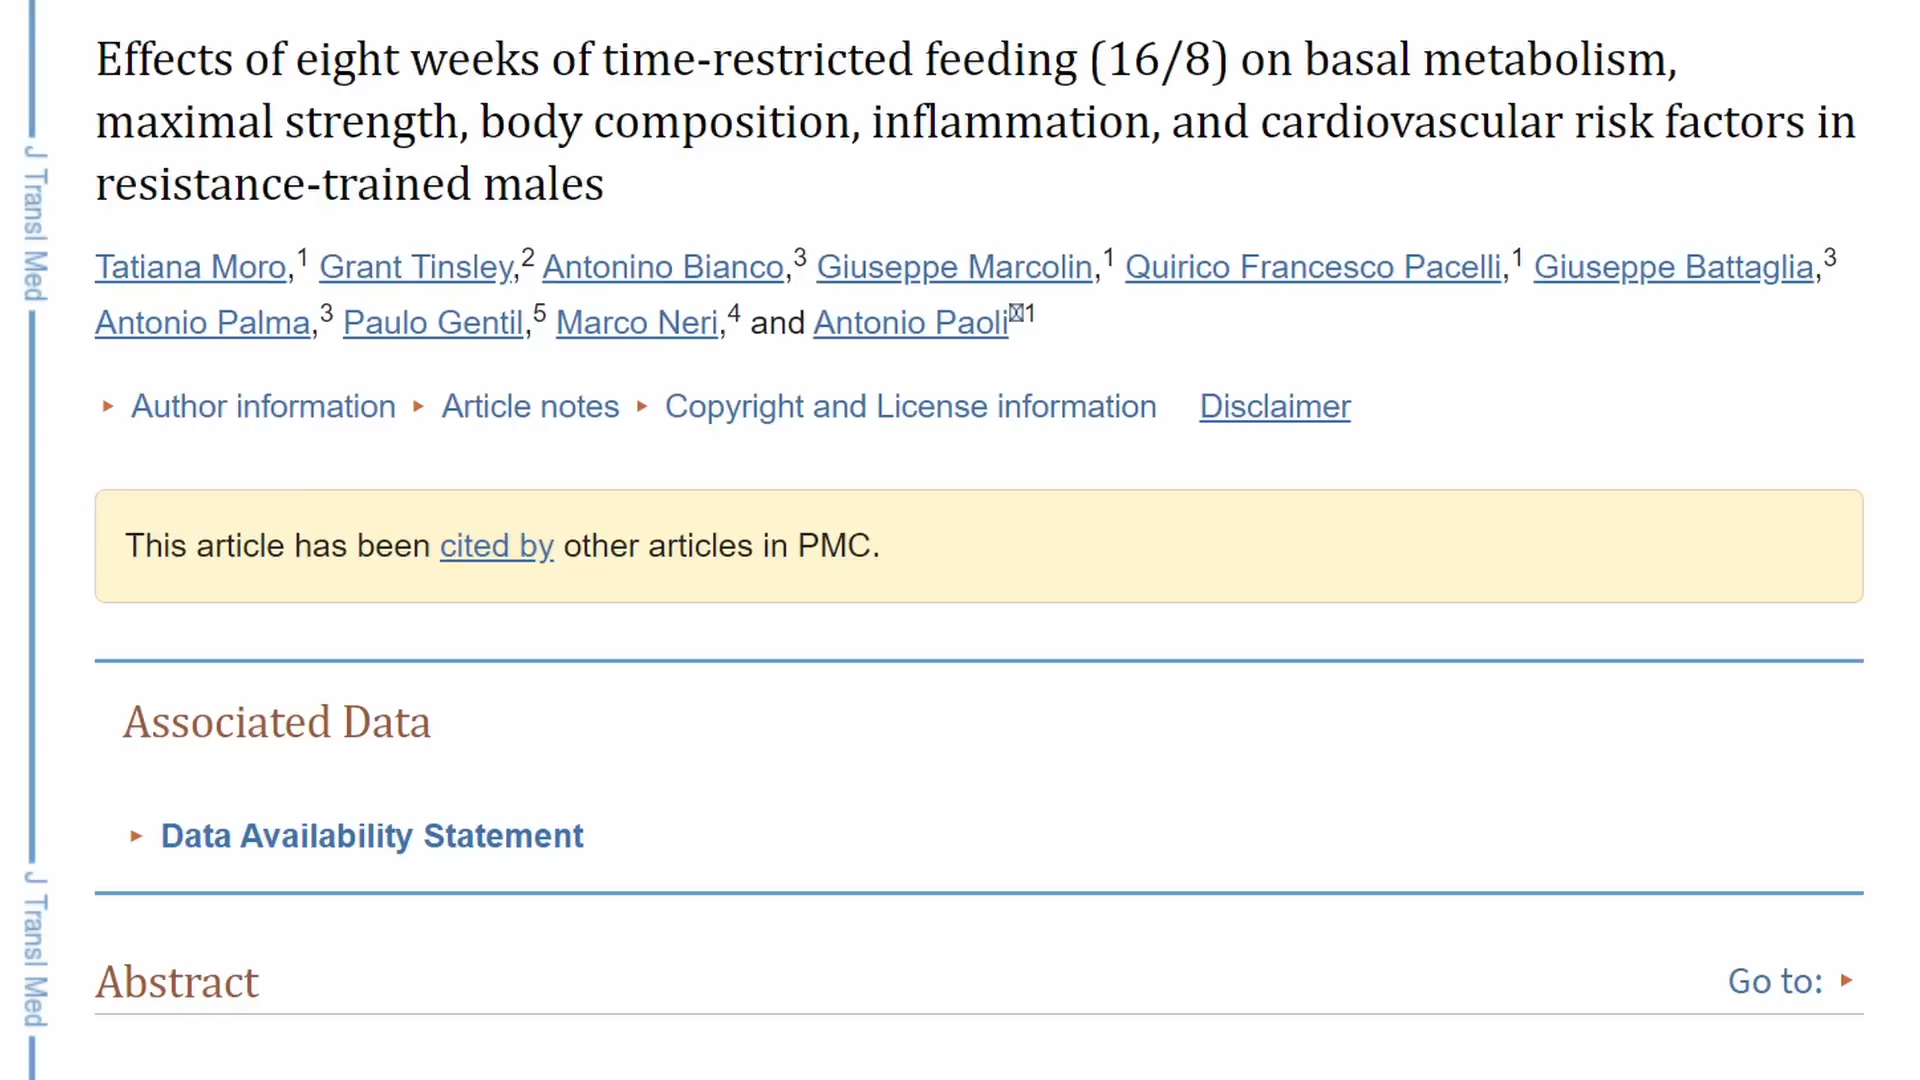 Effects of eight weeks of time-restricted feeding (16/8) on basal metabolism,
maximal strength, body composition, inflammation, and cardiovascular risk factors in
resistance-trained males
Tatiana Moro,1 Grant Tinsley,2 Antonino Bianco,3 Giuseppe Marcolin,1 Quirico Francesco Pacelli,1 Giuseppe Battaglia,3
Antonio Palma,3 Paulo Gentil,5 Marco Neri,4 and Antonio Paoli1
Author information Article notes Copyright and License information Disclaimer
This article has been cited by other articles in PMC.
Associated Data
Data Availability Statement
Abstract
Go to:
J Transl Med
J Transl Med